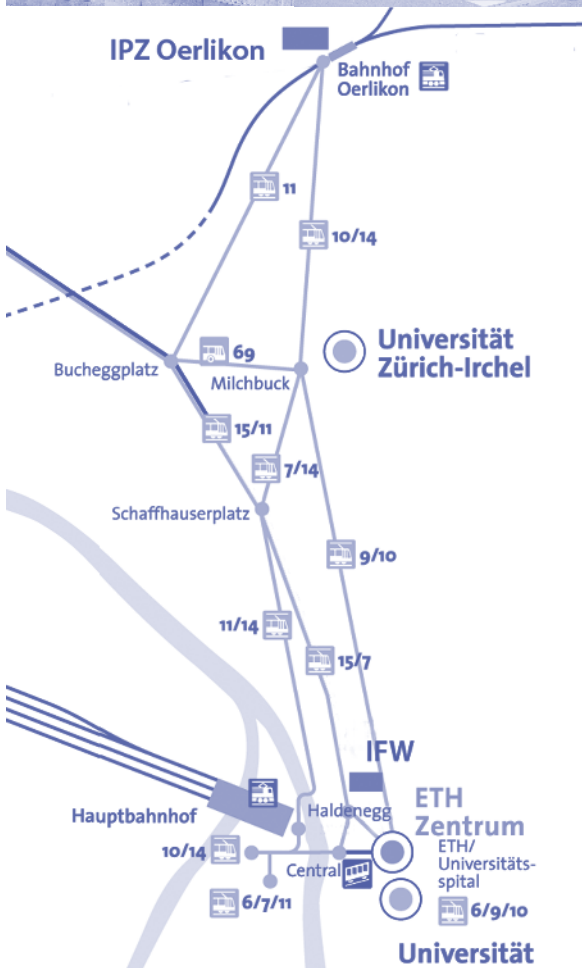 IPZ Oerlikon
Bahnhof
Oerlikon
11
10/14
69
Universität
Zürich-Irchel
Bucheggplatz
Milchbuck
15/11
7/14
Schaffhauserplatz
9/10
11/14
15/7
IFW
Hauptbahnhof
Haldenegg
ETH
Zentrum
10/14
Central
ETH/
Universitäts-
spital
6/7/11
6/9/10
Universität